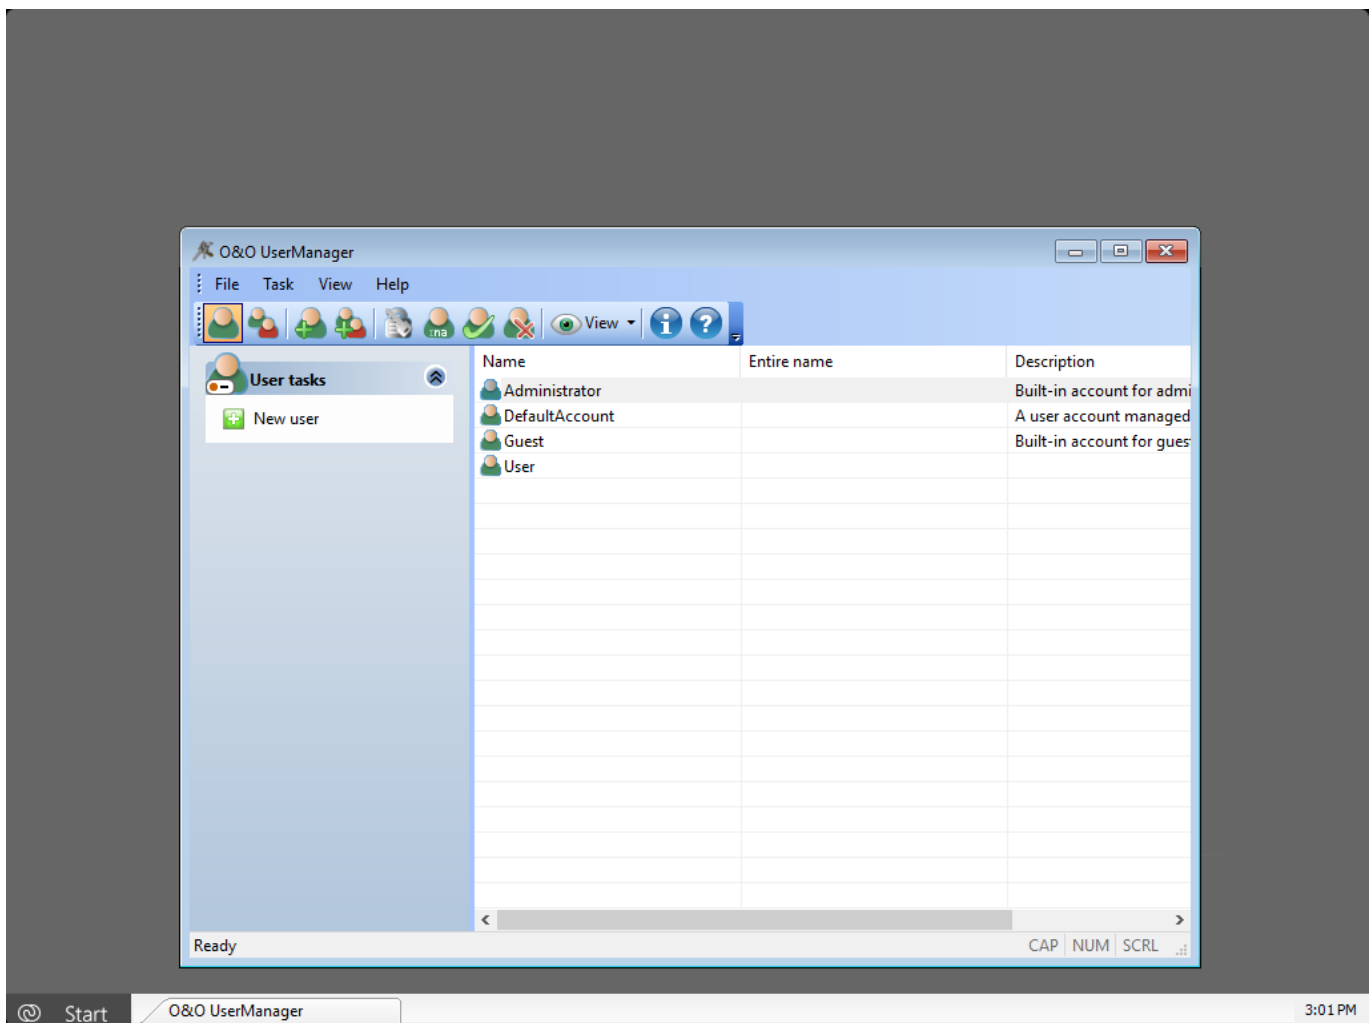 O&O UserManager
File Task View Help
ına View
User tasks
New user
Name Entire name Description
Administrator Built-in account for admi
DefaultAccount A user account managed
Guest Built-in account for gues
User
Ready CAP NUM SCRL
Start O&O UserManager 3:01 PM